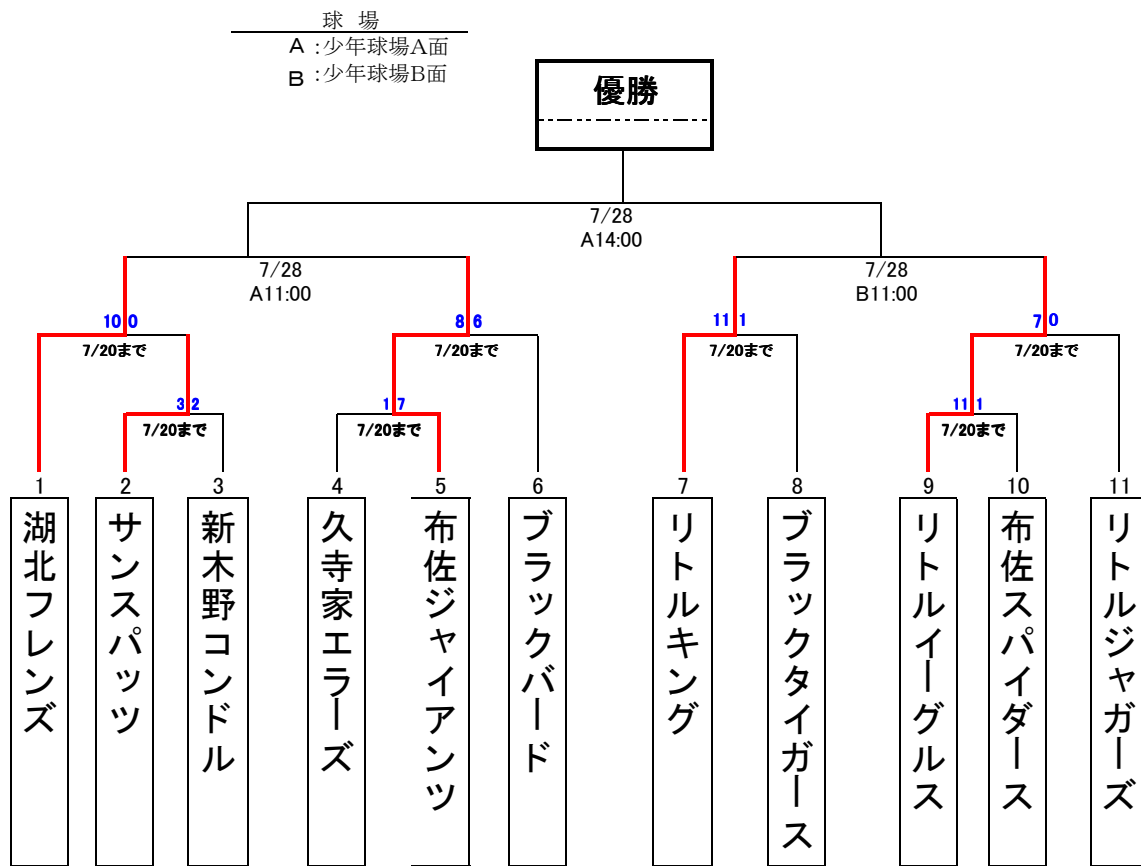 球 場
A :少年球場A面
B :少年球場B面
優勝
7/28
A14:00
7/28
A11:00
7/28
B11:00
10 0
7/20まで
8 6
7/20まで
11 1
7/20まで
7 0
7/20まで
3 2
7/20まで
1 7
7/20まで
11 1
7/20まで
1 2 3 4 5 6 7 8 9 10 11
湖北フレンズ
サンスパッツ
新木野コンドル
久寺家エラーズ
布佐ジャイアンツ
ブラックバード
リトルキング
ブラックタイガース
リトルイーグルス
布佐スパイダース
リトルジャガーズ